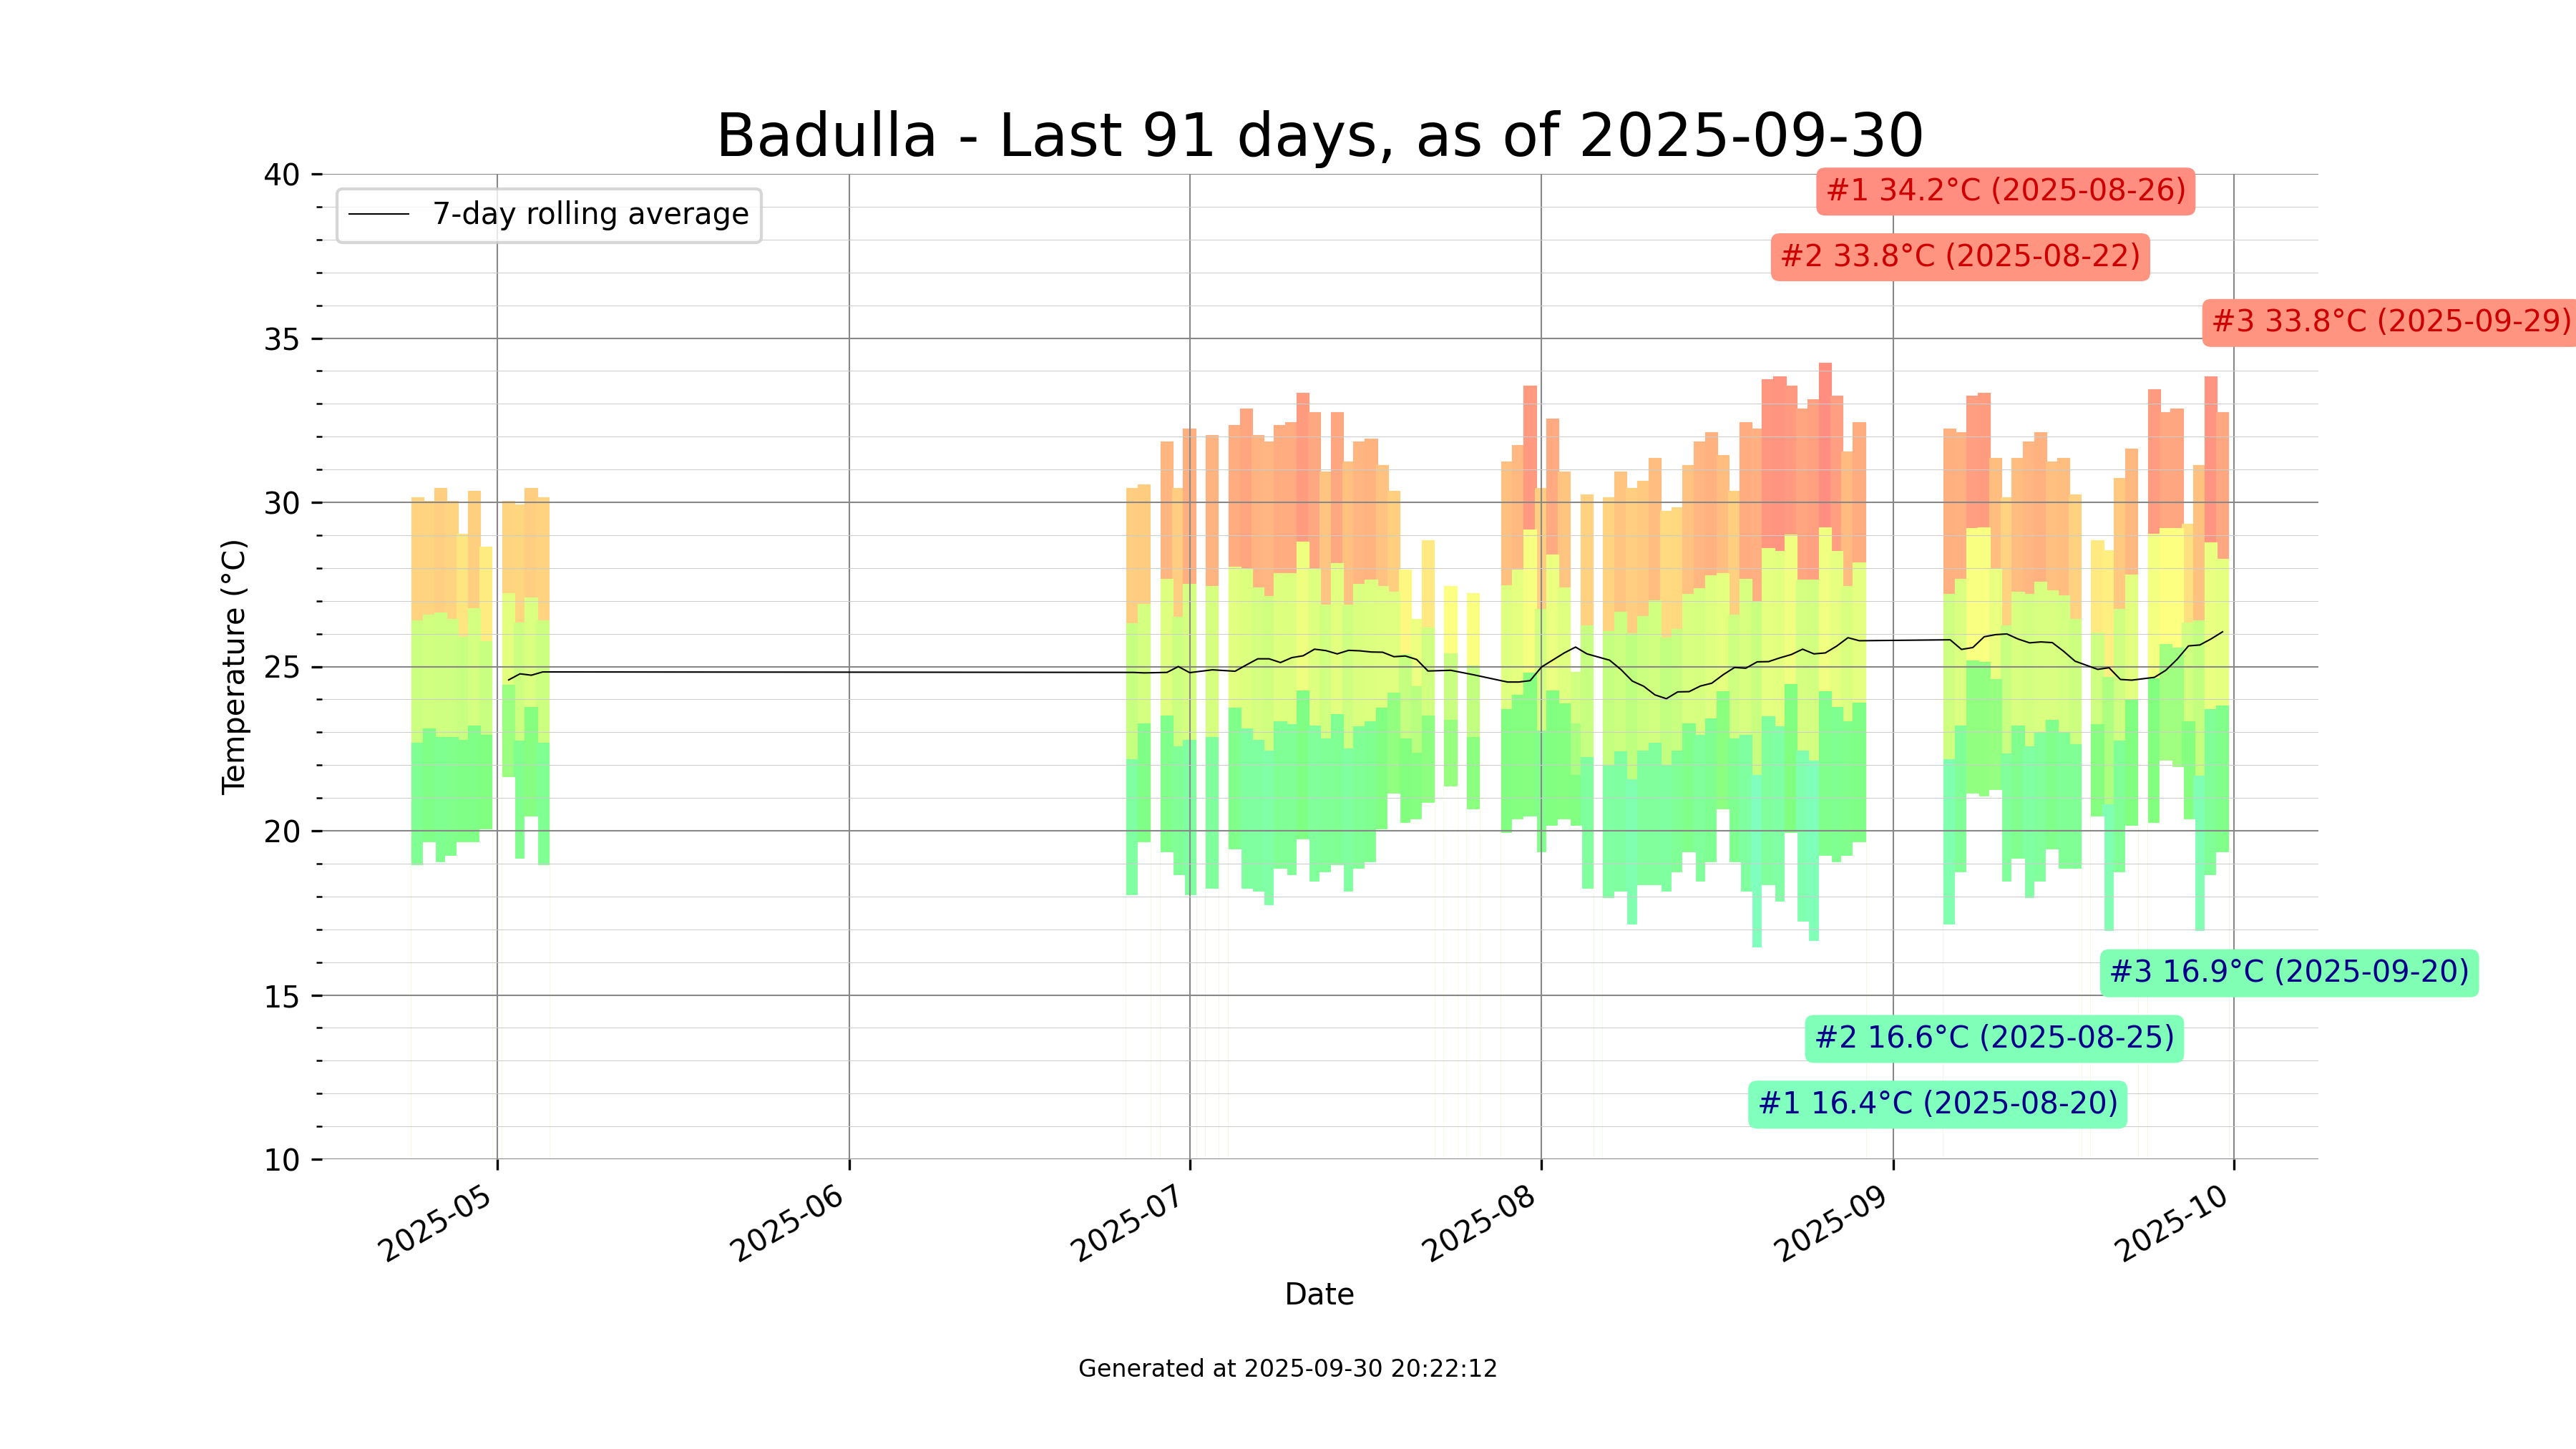 Badulla - Last 91 days, as of 2025-09-30
40
7-day rolling average
#1 34.2°C (2025-08-26)
#2 33.8°C (2025-08-22)
#3 33.8°C (2025-09-29)
35
30
25
20
15
10
Temperature (°C)
#3 16.9°C (2025-09-20)
#2 16.6°C (2025-08-25)
#1 16.4°C (2025-08-20)
2025-05
2025-06
2025-07
2025-08
2025-09
2025-10
Date
Generated at 2025-09-30 20:22:12